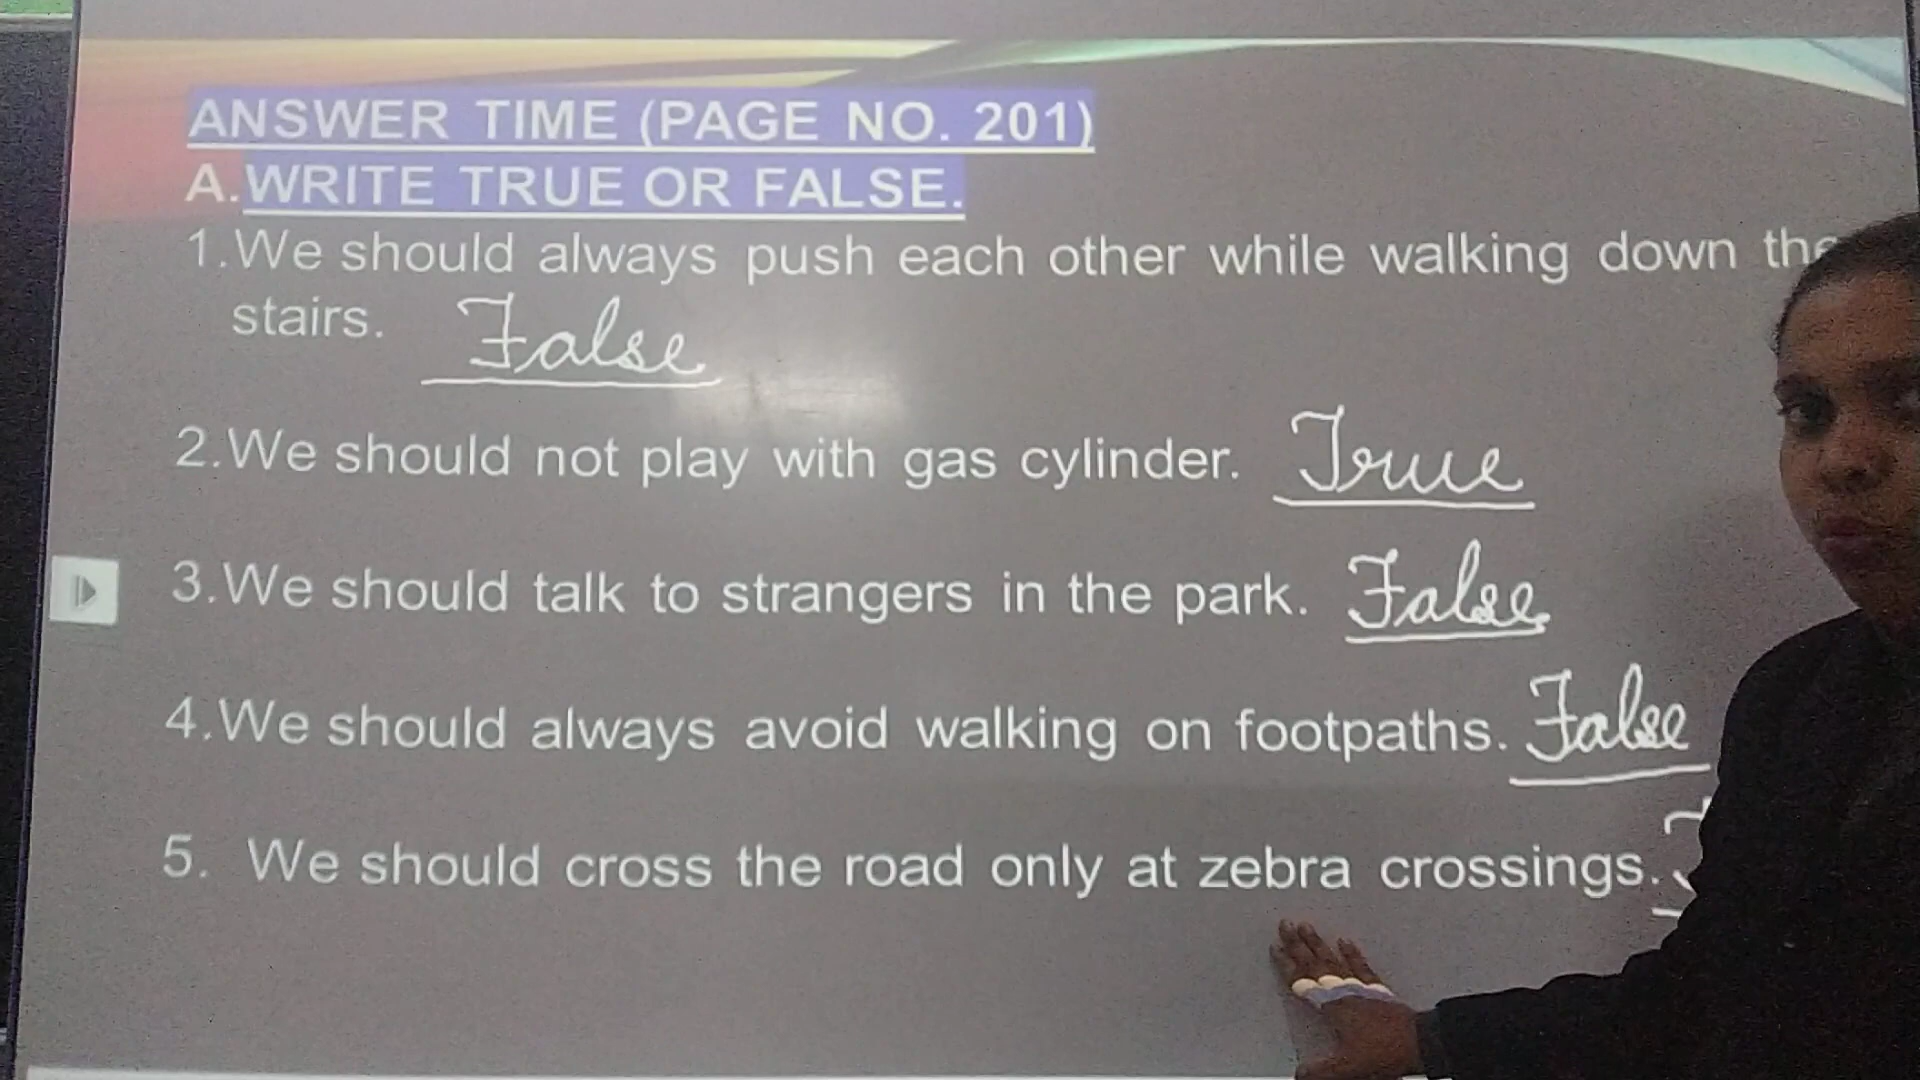 ANSWER TIME (PAGE NO. 201)
A.WRITE TRUE OR FALSE.
1.We should always push each other while walking down the
stairs. False
2.We should not play with gas cylinder. True
3.We should talk to strangers in the park. False
4.We should always avoid walking on footpaths. False
5. We should cross the road only at zebra crossings.